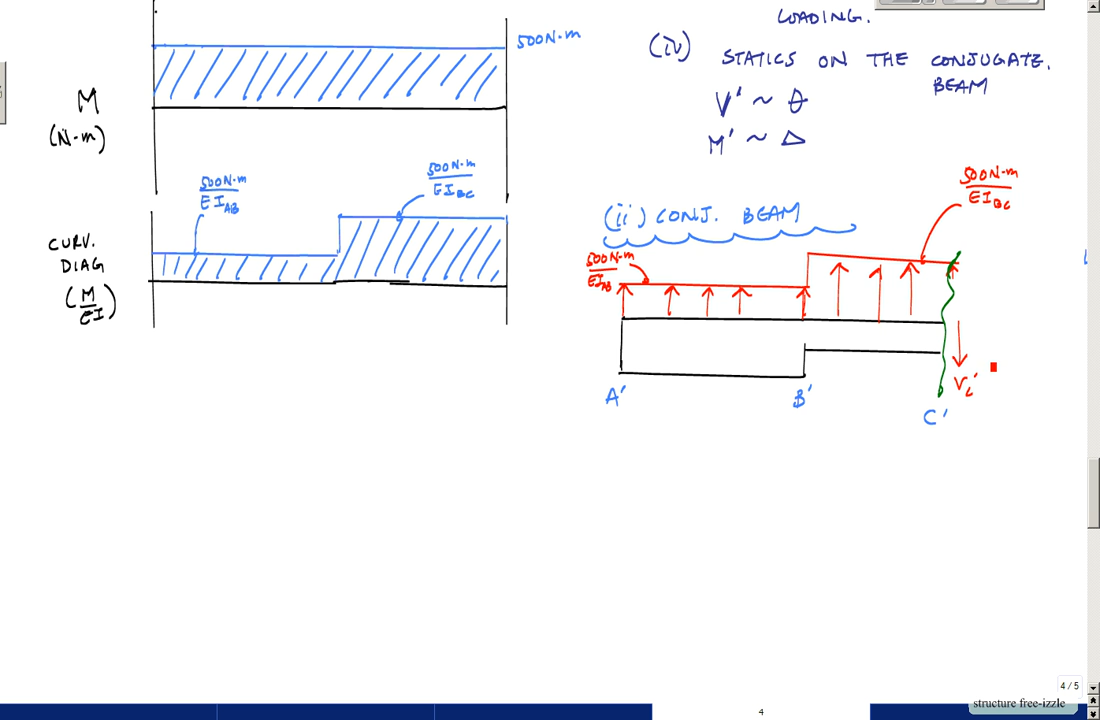 LOADING.
(iv) STATICS ON THE CONJUGATE.
BEAM
V' ~ θ
M' ~ Δ
500N·m
M
(N·m)
500N·m
EI_AB
500N·m
EI_BC
CURV.
DIAG
(M/EI)
(ii) CONJ. BEAM
500N·m
EI_AB
500N·m
EI_BC
V_c'
A'
B'
C'
4 / 5
structure free-izzle
4